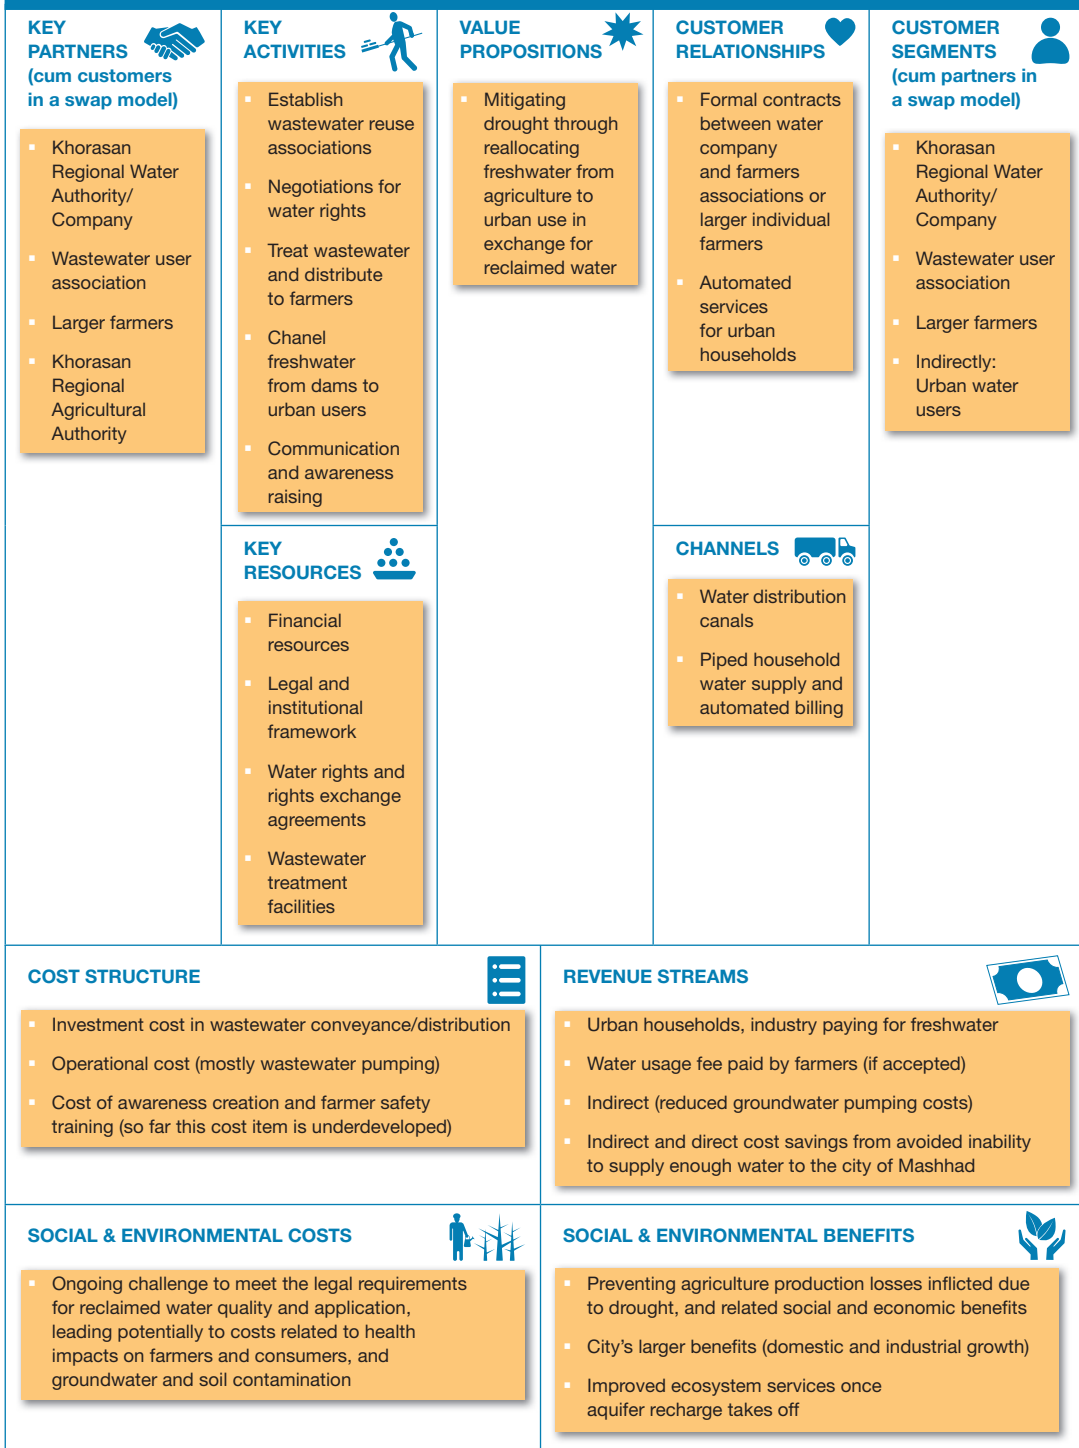 KEY
PARTNERS
(cum customers
in a swap model)
▪ Khorasan
Regional Water
Authority/
Company
▪ Wastewater user
association
▪ Larger farmers
▪ Khorasan
Regional
Agricultural
Authority
KEY
ACTIVITIES
▪ Establish
wastewater reuse
associations
▪ Negotiations for
water rights
▪ Treat wastewater
and distribute
to farmers
▪ Chanel
freshwater
from dams to
urban users
▪ Communication
and awareness
raising
KEY
RESOURCES
▪ Financial
resources
▪ Legal and
institutional
framework
▪ Water rights and
rights exchange
agreements
▪ Wastewater
treatment
facilities
VALUE
PROPOSITIONS
▪ Mitigating
drought through
reallocating
freshwater from
agriculture to
urban use in
exchange for
reclaimed water
CUSTOMER
RELATIONSHIPS
▪ Formal contracts
between water
company
and farmers
associations or
larger individual
farmers
▪ Automated
services
for urban
households
CHANNELS
▪ Water distribution
canals
▪ Piped household
water supply and
automated billing
CUSTOMER
SEGMENTS
(cum partners in
a swap model)
▪ Khorasan
Regional Water
Authority/
Company
▪ Wastewater user
association
▪ Larger farmers
▪ Indirectly:
Urban water
users
COST STRUCTURE
▪ Investment cost in wastewater conveyance/distribution
▪ Operational cost (mostly wastewater pumping)
▪ Cost of awareness creation and farmer safety
training (so far this cost item is underdeveloped)
REVENUE STREAMS
▪ Urban households, industry paying for freshwater
▪ Water usage fee paid by farmers (if accepted)
▪ Indirect (reduced groundwater pumping costs)
▪ Indirect and direct cost savings from avoided inability
to supply enough water to the city of Mashhad
SOCIAL & ENVIRONMENTAL COSTS
▪ Ongoing challenge to meet the legal requirements
for reclaimed water quality and application,
leading potentially to costs related to health
impacts on farmers and consumers, and
groundwater and soil contamination
SOCIAL & ENVIRONMENTAL BENEFITS
▪ Preventing agriculture production losses inflicted due
to drought, and related social and economic benefits
▪ City’s larger benefits (domestic and industrial growth)
▪ Improved ecosystem services once
aquifer recharge takes off